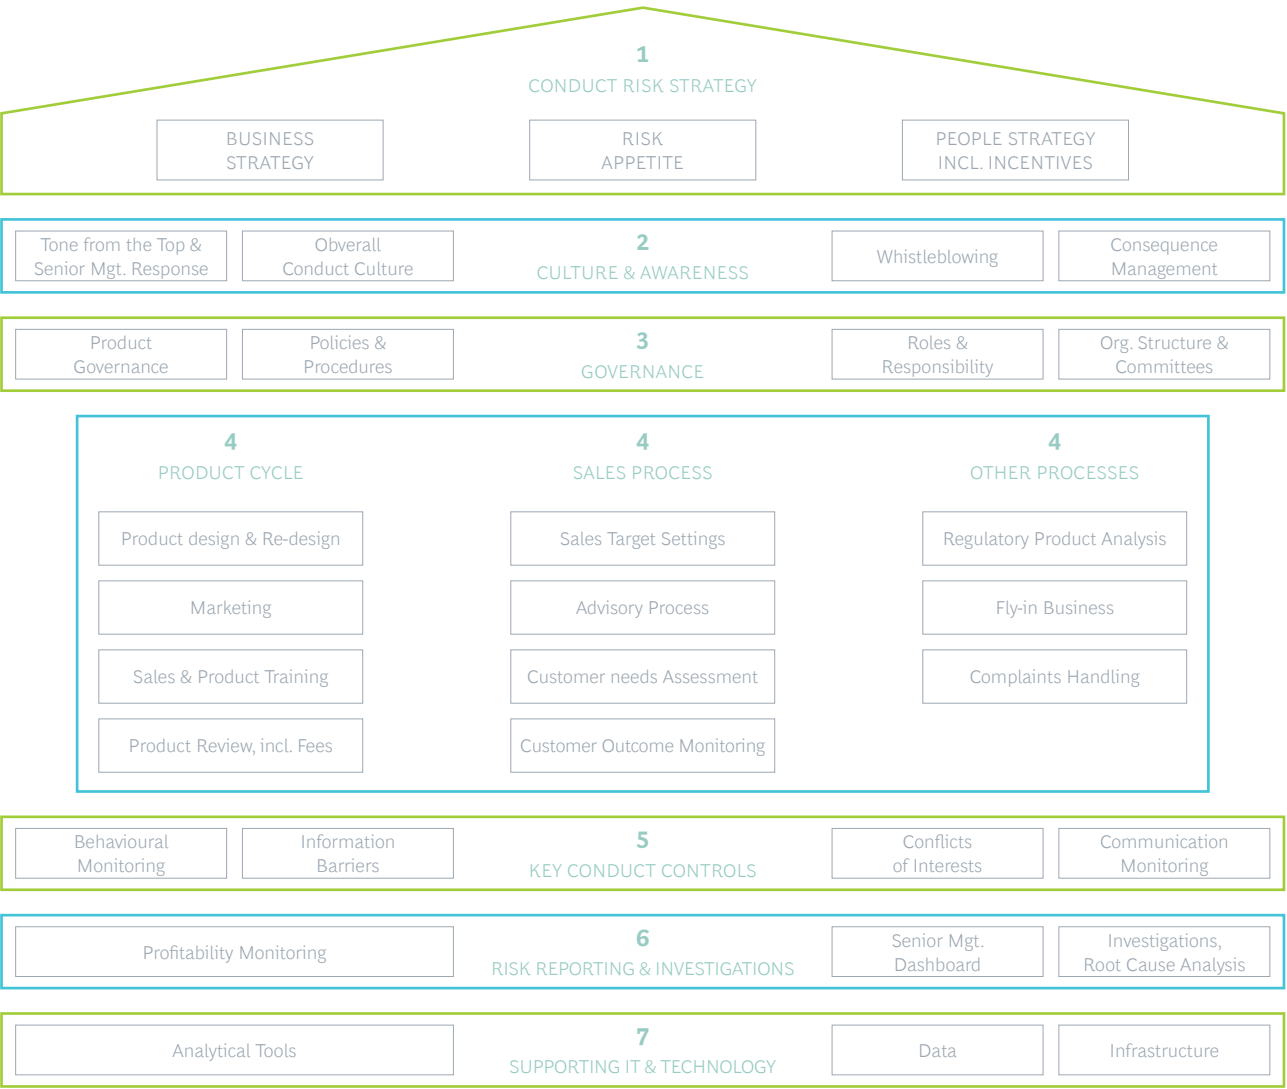 1
CONDUCT RISK STRATEGY
BUSINESS
STRATEGY
RISK
APPETITE
PEOPLE STRATEGY
INCL. INCENTIVES
Tone from the Top &
Senior Mgt. Response
Obverall
Conduct Culture
2
CULTURE & AWARENESS
Whistleblowing
Consequence
Management
Product
Governance
Policies &
Procedures
3
GOVERNANCE
Roles &
Responsibility
Org. Structure &
Committees
4
PRODUCT CYCLE
Product design & Re-design
Marketing
Sales & Product Training
Product Review, incl. Fees
4
SALES PROCESS
Sales Target Settings
Advisory Process
Customer needs Assessment
Customer Outcome Monitoring
4
OTHER PROCESSES
Regulatory Product Analysis
Fly-in Business
Complaints Handling
Behavioural
Monitoring
Information
Barriers
5
KEY CONDUCT CONTROLS
Conflicts
of Interests
Communication
Monitoring
Profitability Monitoring
6
RISK REPORTING & INVESTIGATIONS
Senior Mgt.
Dashboard
Investigations,
Root Cause Analysis
Analytical Tools
7
SUPPORTING IT & TECHNOLOGY
Data
Infrastructure